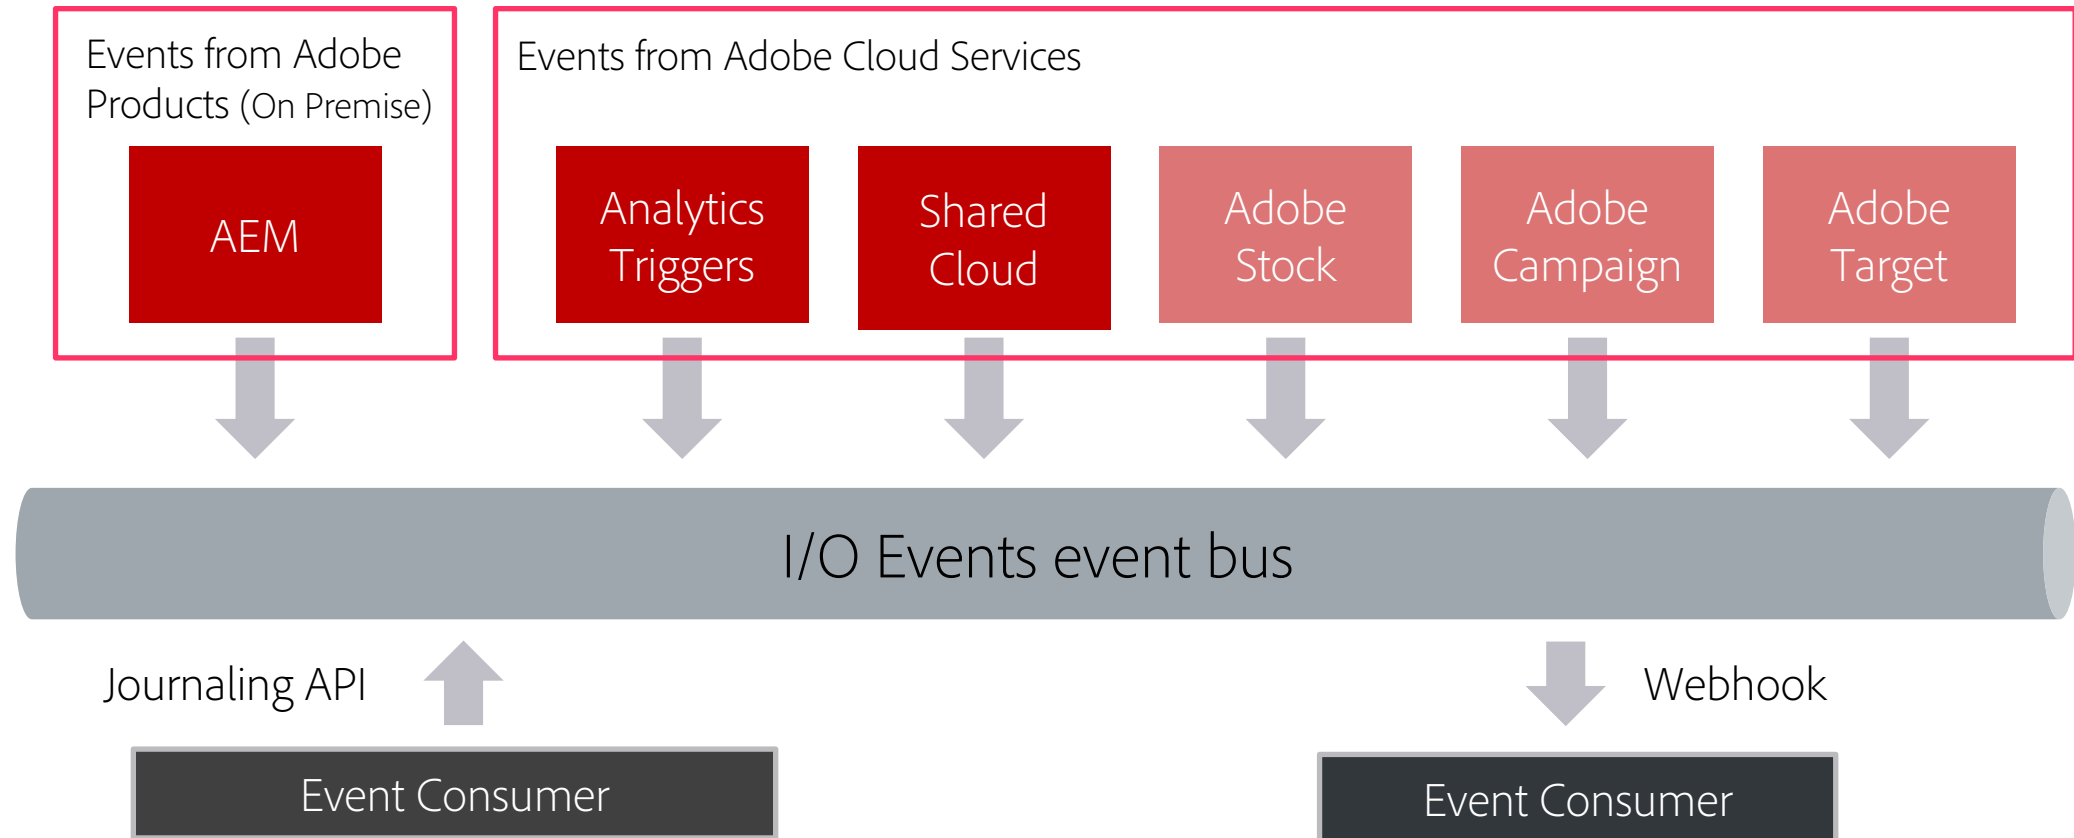 Events from Adobe
Products (On Premise)
Events from Adobe Cloud Services
AEM
Analytics
Triggers
Shared
Cloud
Adobe
Stock
Adobe
Campaign
Adobe
Target
I/O Events event bus
Journaling API
Webhook
Event Consumer
Event Consumer